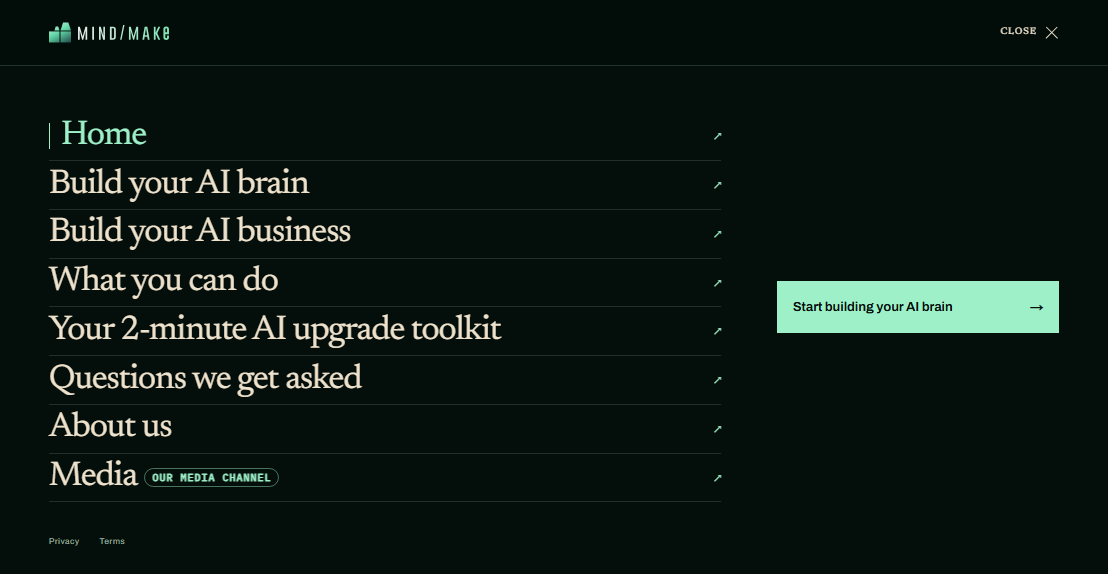 MIND/MAKE
CLOSE
Home
Build your AI brain
Build your AI business
What you can do
Your 2-minute AI upgrade toolkit
Questions we get asked
About us
Media OUR MEDIA CHANNEL
Start building your AI brain
Privacy Terms